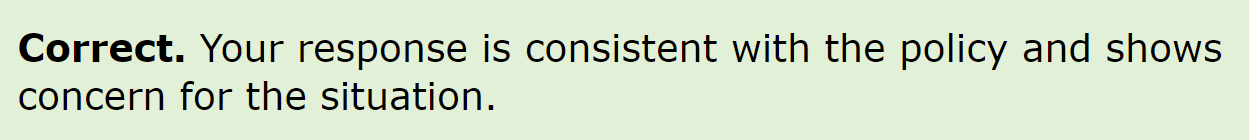 Correct. Your response is consistent with the policy and shows
concern for the situation.